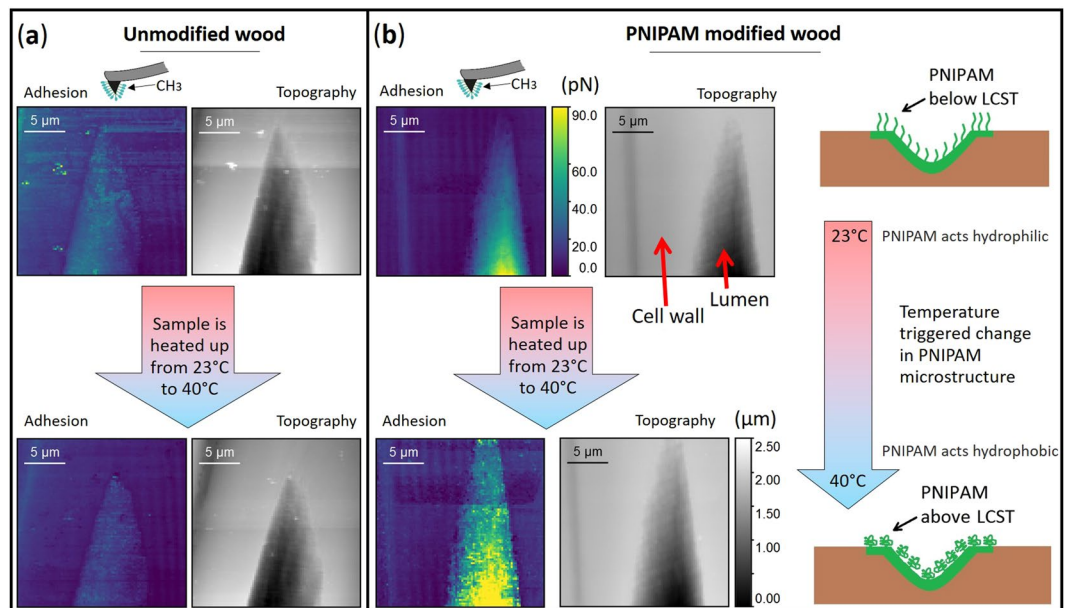 (a)
Unmodified wood
Adhesion
CH3
Topography
5 µm
5 µm
Sample is
heated up
from 23°C
to 40°C
Adhesion
Topography
5 µm
5 µm
(b)
PNIPAM modified wood
Adhesion
CH3
(pN)
Topography
5 µm
90.0
60.0
40.0
20.0
0.0
5 µm
Cell wall
Lumen
Sample is
heated up
from 23°C
to 40°C
Adhesion
Topography
(µm)
5 µm
5 µm
2.50
2.00
1.00
0.00
PNIPAM
below LCST
23°C
PNIPAM acts hydrophilic
Temperature
triggered change
in PNIPAM
microstructure
PNIPAM acts hydrophobic
40°C
PNIPAM
above LCST